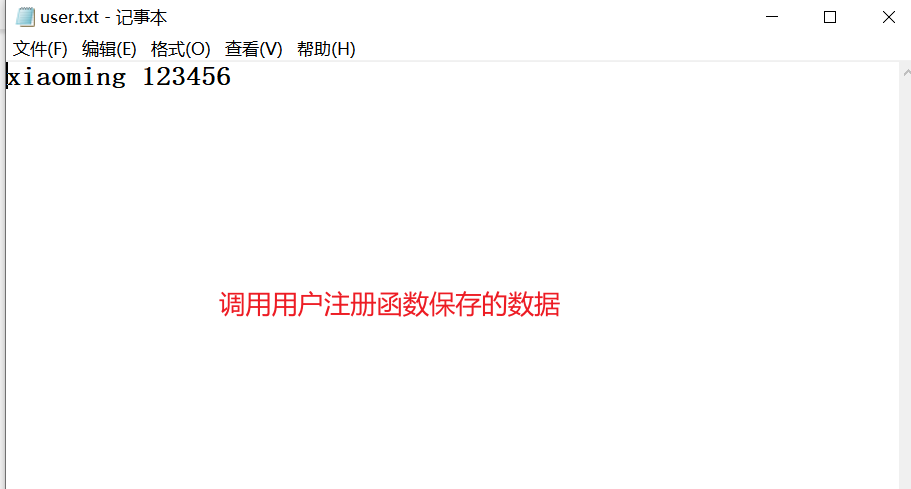 user.txt - 记事本
文件(F) 编辑(E) 格式(O) 查看(V) 帮助(H)
xiaoming 123456
调用用户注册函数保存的数据